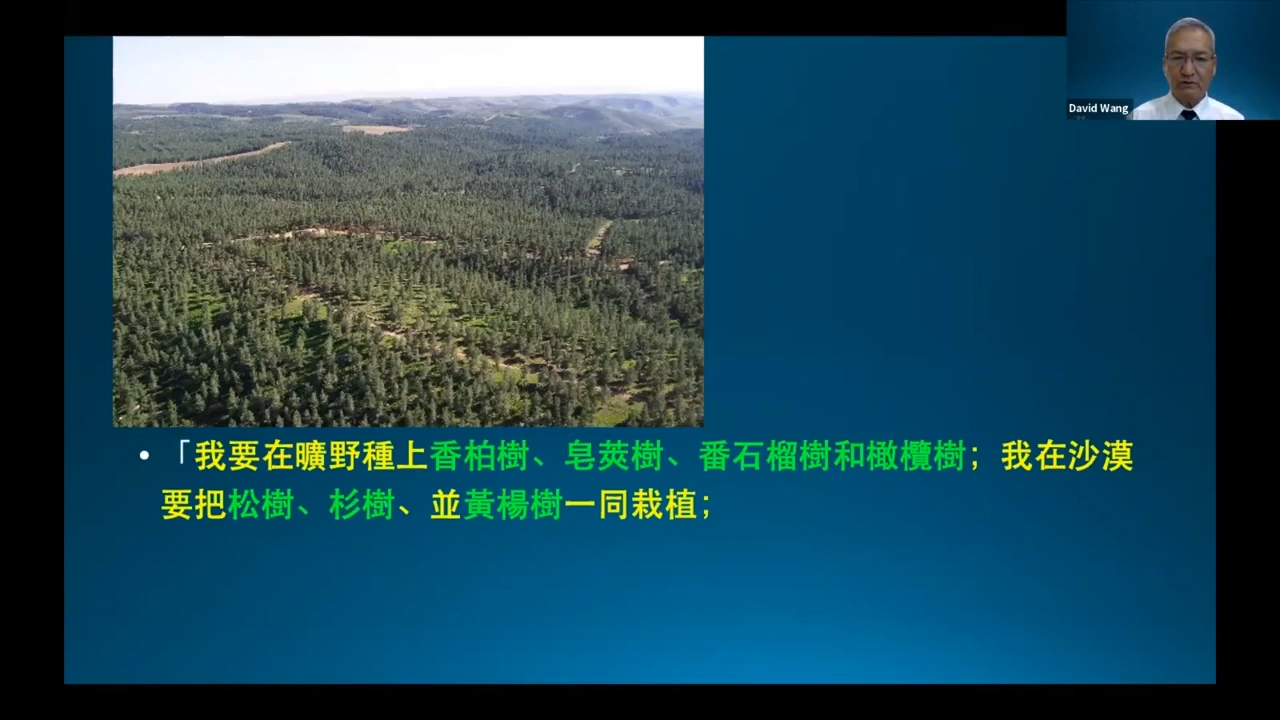 David Wang
•「我要在曠野種上香柏樹、皂莢樹、番石榴樹和橄欖樹；我在沙漠
要把松樹、杉樹、並黃楊樹一同栽植；